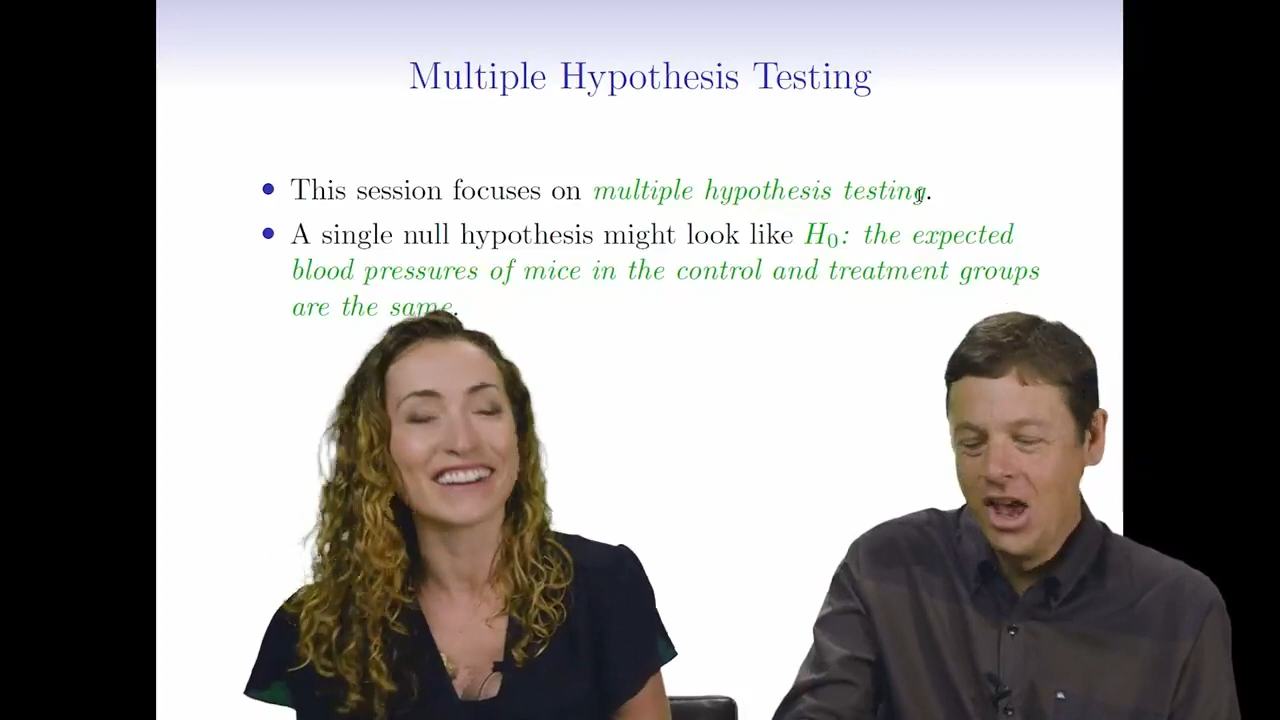 Multiple Hypothesis Testing
• This session focuses on multiple hypothesis testing.
• A single null hypothesis might look like H₀: the expected
blood pressures of mice in the control and treatment groups
are the same.